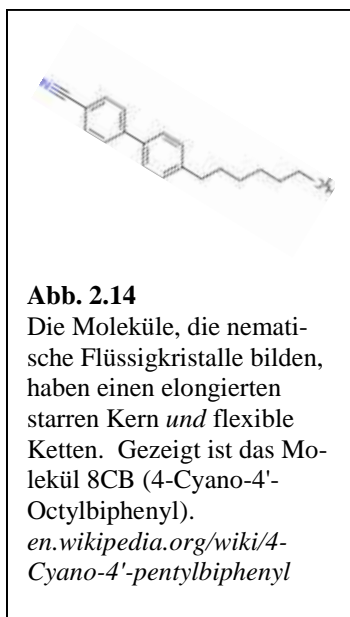 N
CH₃
Abb. 2.14
Die Moleküle, die nemati-
sche Flüssigkristalle bilden,
haben einen elongierten
starren Kern und flexible
Ketten. Gezeigt ist das Mo-
lekül 8CB (4-Cyano-4'-
Octylbiphenyl).
en.wikipedia.org/wiki/4-
Cyano-4'-pentylbiphenyl